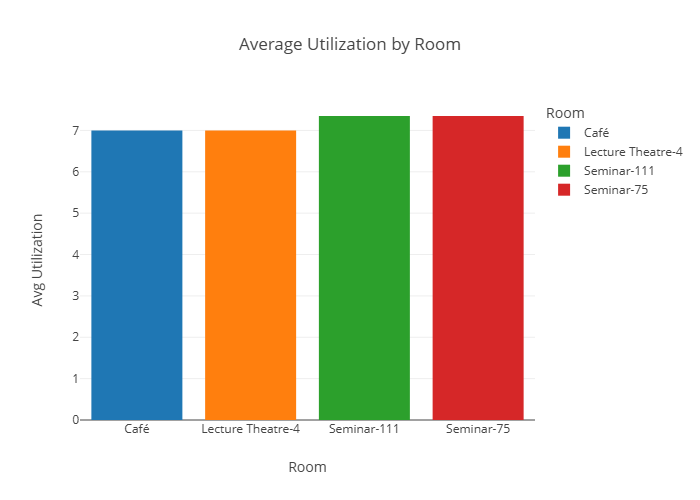 Average Utilization by Room
Room
Café
Lecture Theatre-4
Seminar-111
Seminar-75
Avg Utilization
7
6
5
4
3
2
1
0
Café
Lecture Theatre-4
Seminar-111
Seminar-75
Room